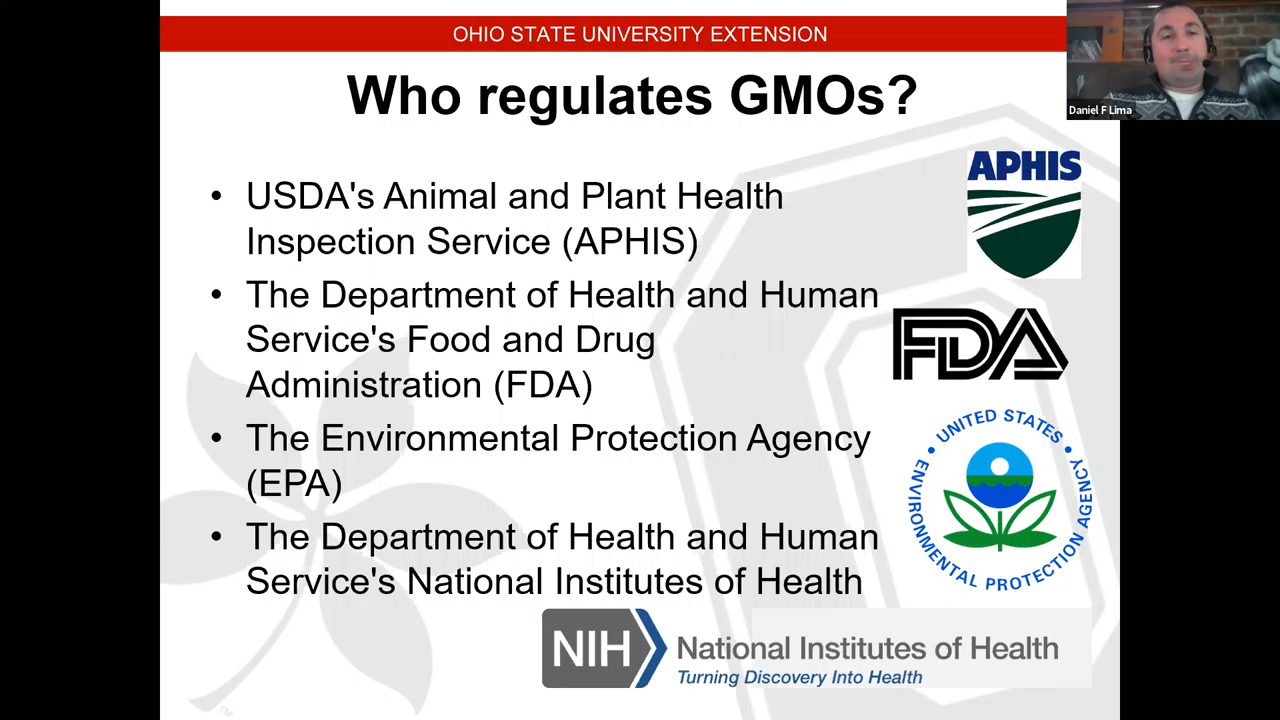 OHIO STATE UNIVERSITY EXTENSION
Who regulates GMOs?
Daniel F Lima
APHIS
• USDA's Animal and Plant Health
Inspection Service (APHIS)
• The Department of Health and Human
Service's Food and Drug
Administration (FDA)
FDA
• The Environmental Protection Agency
(EPA)
UNITED STATES
ENVIRONMENTAL PROTECTION AGENCY
• The Department of Health and Human
Service's National Institutes of Health
NIH National Institutes of Health
Turning Discovery Into Health
TM